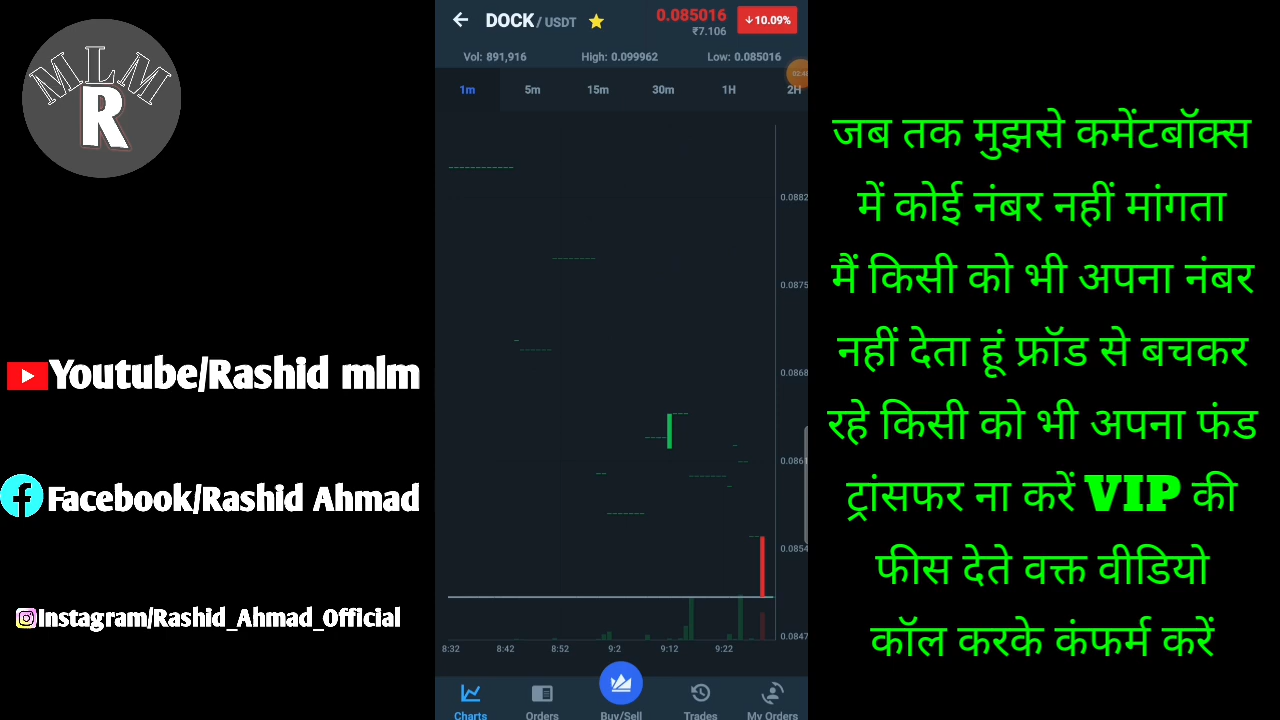 MLM
R
Youtube/Rashid mlm
Facebook/Rashid Ahmad
Instagram/Rashid_Ahmad_Official
DOCK / USDT
0.085016
₹7.106
↓10.09%
Vol: 891,916 High: 0.099962 Low: 0.085016
1m 5m 15m 30m 1H 2H
0.0882
0.0875
0.0868
0.0861
0.0854
0.0847
8:32 8:42 8:52 9:2 9:12 9:22
Charts Orders Buy/Sell Trades My Orders
जब तक मुझसे कमेंटबॉक्स
में कोई नंबर नहीं मांगता
मैं किसी को भी अपना नंबर
नहीं देता हूं फ्रॉड से बचकर
रहे किसी को भी अपना फंड
ट्रांसफर ना करें VIP की
फीस देते वक्त वीडियो
कॉल करके कंफर्म करें